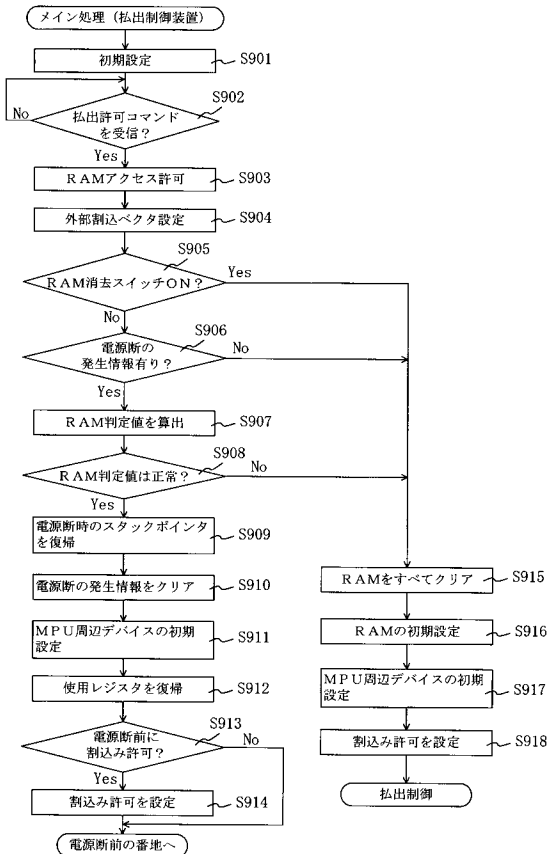 メイン処理（払出制御装置）
初期設定
S901
S902
No
払出許可コマンド
を受信？
Yes
RAMアクセス許可
S903
外部割込ベクタ設定
S904
S905
RAM消去スイッチON？
Yes
No
S906
電源断の
発生情報有り？
No
Yes
RAM判定値を算出
S907
S908
RAM判定値は正常？
No
Yes
電源断時のスタックポインタ
を復帰
S909
電源断の発生情報をクリア
S910
MPU周辺デバイスの初期
設定
S911
使用レジスタを復帰
S912
S913
電源断前に
割込み許可？
No
Yes
割込み許可を設定
S914
電源断前の番地へ
RAMをすべてクリア
S915
RAMの初期設定
S916
MPU周辺デバイスの初期
設定
S917
割込み許可を設定
S918
払出制御